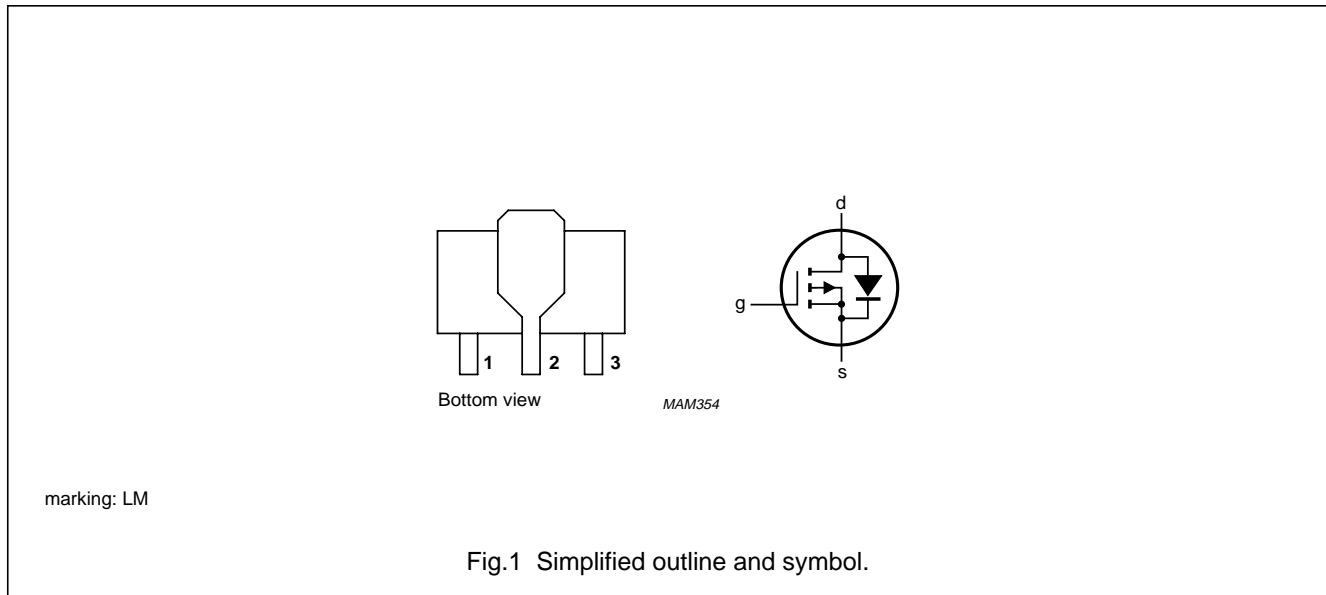 d
g
s
1 2 3
Bottom view
MAM354
marking: LM
Fig.1 Simplified outline and symbol.